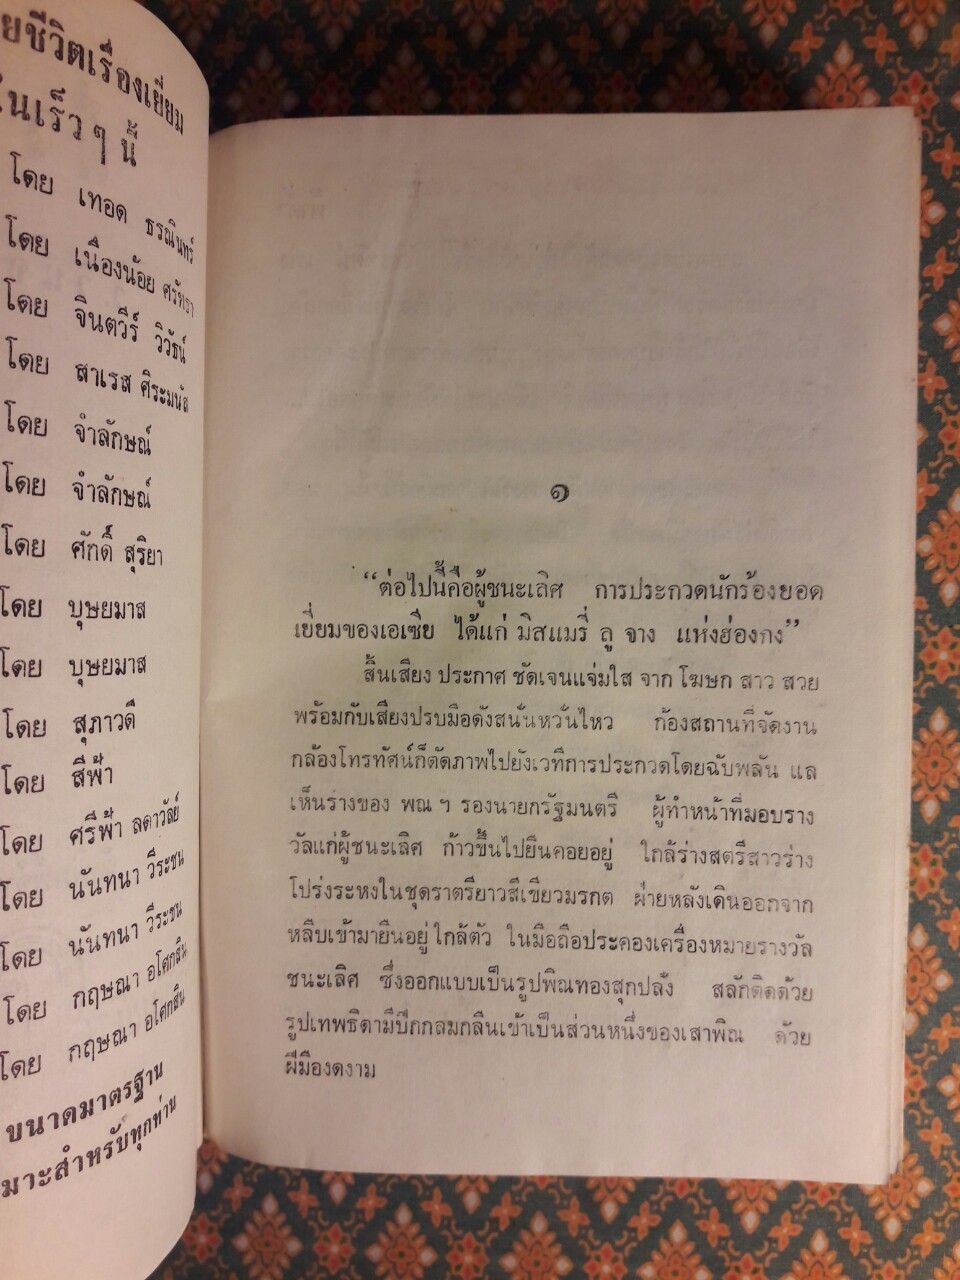 ยชีวิตเรื่องเยี่ยม
ในเร็วๆ นี้
โดย เทอด ธรณินทร์
โดย เนื่องน้อย ศรัทธา
โดย จินตวีร์ วิวัธน์
โดย สาเรส ศิระมนัส
โดย จำลักษณ์
โดย จำลักษณ์
โดย ศักดิ์ สุริยา
โดย บุษยมาส
โดย บุษยมาส
โดย สุภาวดี
โดย สีฟ้า
โดย ศรีฟ้า ลดาวัลย์
โดย นันทนา วีระชน
โดย นันทนา วีระชน
โดย กฤษณา อโศกสิน
โดย กฤษณา อโศกสิน
ขนาดมาตรฐาน
มาะสำหรับทุกท่าน
๑
“ต่อไปนี้คือผู้ชนะเลิศ การประกวดนักร้องยอด
เยี่ยมของเอเซีย ได้แก่ มิสแมรี่ ลู จาง แห่งฮ่องกง”
สิ้นเสียง ประกาศ ชัดเจนแจ่มใส จาก โฆษก สาว สวย
พร้อมกับเสียงปรบมือดังสนั่นหวั่นไหว ก้องสถานที่จัดงาน
กล้องโทรทัศน์ก็ตัดภาพไปยังเวทีการประกวดโดยฉับพลัน แล
เห็นร่างของ พณ ฯ รองนายกรัฐมนตรี ผู้ทำหน้าที่มอบราง
วัลแก่ผู้ชนะเลิศ ก้าวขึ้นไปยืนคอยอยู่ ใกล้ร่างสตรีสาวร่าง
โปร่งระหงในชุดราตรียาวสีเขียวมรกต ฝ่ายหลังเดินออกจาก
หลืบเข้ามายืนอยู่ใกล้ตัว ในมือถือประคองเครื่องหมายรางวัล
ชนะเลิศ ซึ่งออกแบบเป็นรูปพิณทองสุกปลั่ง สลักติดด้วย
รูปเทพธิดามีปีกกลมกลืนเข้าเป็นส่วนหนึ่งของเสาพิณ ด้วย
ฝีมืองดงาม